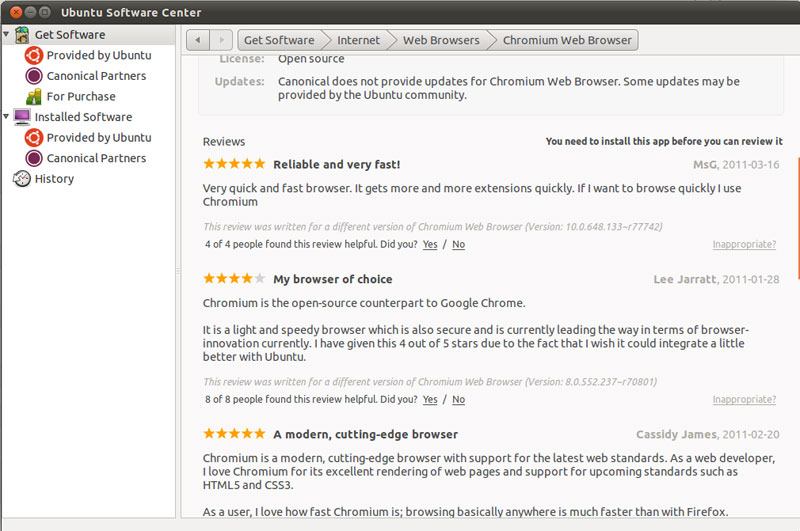 Ubuntu Software Center
Get Software
Provided by Ubuntu
Canonical Partners
For Purchase
Installed Software
Provided by Ubuntu
Canonical Partners
History
Get Software
Internet
Web Browsers
Chromium Web Browser
License: Open source
Updates: Canonical does not provide updates for Chromium Web Browser. Some updates may be
provided by the Ubuntu community.
Reviews
You need to install this app before you can review it
Reliable and very fast!
MsG, 2011-03-16
Very quick and fast browser. It gets more and more extensions quickly. If I want to browse quickly I use
Chromium
This review was written for a different version of Chromium Web Browser (Version: 10.0.648.133~r77742)
4 of 4 people found this review helpful. Did you? Yes / No
Inappropriate?
My browser of choice
Lee Jarratt, 2011-01-28
Chromium is the open-source counterpart to Google Chrome.
It is a light and speedy browser which is also secure and is currently leading the way in terms of browser-
innovation currently. I have given this 4 out of 5 stars due to the fact that I wish it could integrate a little
better with Ubuntu.
This review was written for a different version of Chromium Web Browser (Version: 8.0.552.237~r70801)
8 of 8 people found this review helpful. Did you? Yes / No
Inappropriate?
A modern, cutting-edge browser
Cassidy James, 2011-02-20
Chromium is a modern, cutting-edge browser with support for the latest web standards. As a web developer,
I love Chromium for its excellent rendering of web pages and support for upcoming standards such as
HTML5 and CSS3.
As a user, I love how fast Chromium is; browsing basically anywhere is much faster than with Firefox.